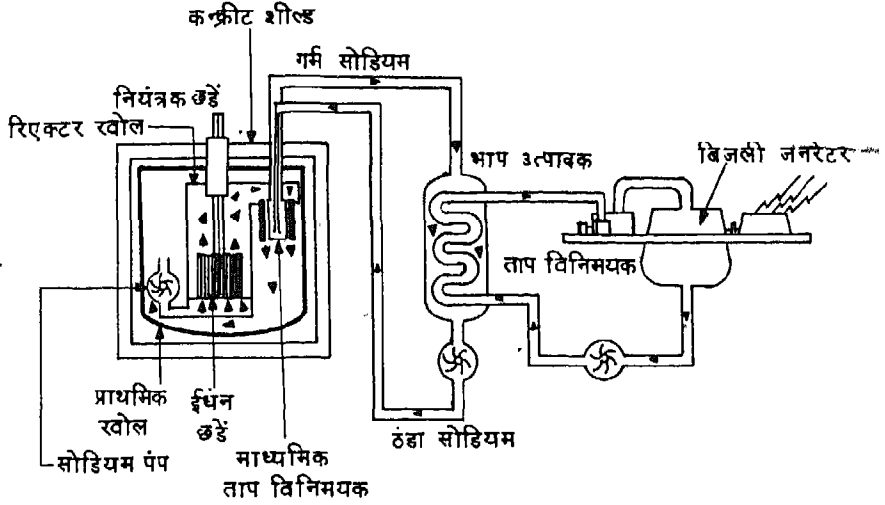 कन्क्रीट शील्ड
गर्म सोडियम
नियंत्रक छड़ें
रिएक्टर खोल
भाप उत्पादक
बिजली जनरेटर
ताप विनिमयक
प्राथमिक
खोल
ईधंन
छड़ें
ठंडा सोडियम
सोडियम पंप
माध्यमिक
ताप विनिमयक